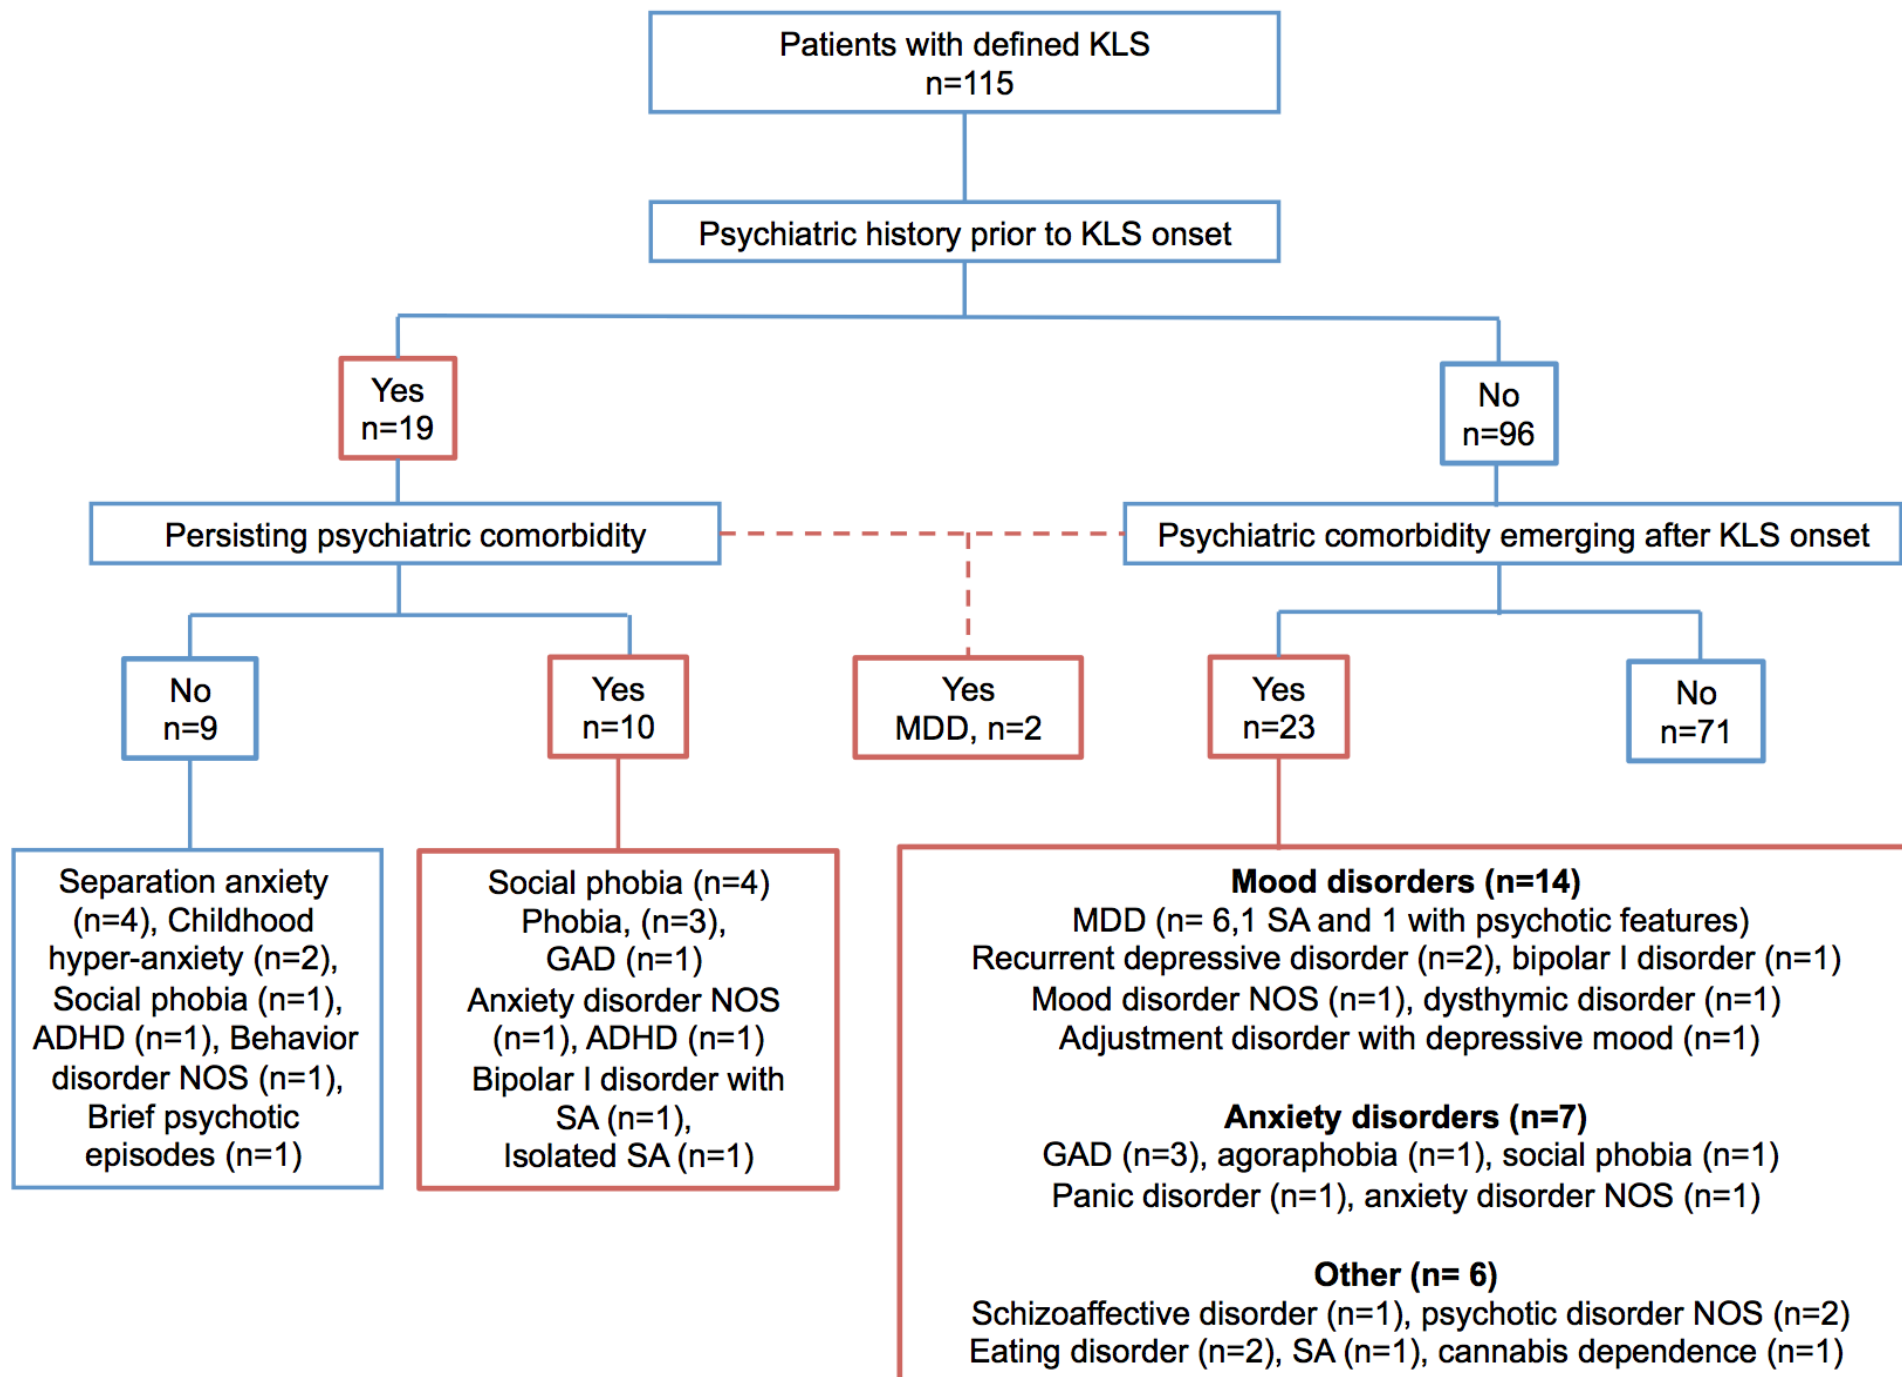 Patients with defined KLS
n=115
Psychiatric history prior to KLS onset
Yes
n=19
No
n=96
Persisting psychiatric comorbidity
Psychiatric comorbidity emerging after KLS onset
No
n=9
Yes
n=10
Yes
MDD, n=2
Yes
n=23
No
n=71
Separation anxiety
(n=4), Childhood
hyper-anxiety (n=2),
Social phobia (n=1),
ADHD (n=1), Behavior
disorder NOS (n=1),
Brief psychotic
episodes (n=1)
Social phobia (n=4)
Phobia, (n=3),
GAD (n=1)
Anxiety disorder NOS
(n=1), ADHD (n=1)
Bipolar I disorder with
SA (n=1),
Isolated SA (n=1)
Mood disorders (n=14)
MDD (n= 6,1 SA and 1 with psychotic features)
Recurrent depressive disorder (n=2), bipolar I disorder (n=1)
Mood disorder NOS (n=1), dysthymic disorder (n=1)
Adjustment disorder with depressive mood (n=1)
Anxiety disorders (n=7)
GAD (n=3), agoraphobia (n=1), social phobia (n=1)
Panic disorder (n=1), anxiety disorder NOS (n=1)
Other (n= 6)
Schizoaffective disorder (n=1), psychotic disorder NOS (n=2)
Eating disorder (n=2), SA (n=1), cannabis dependence (n=1)